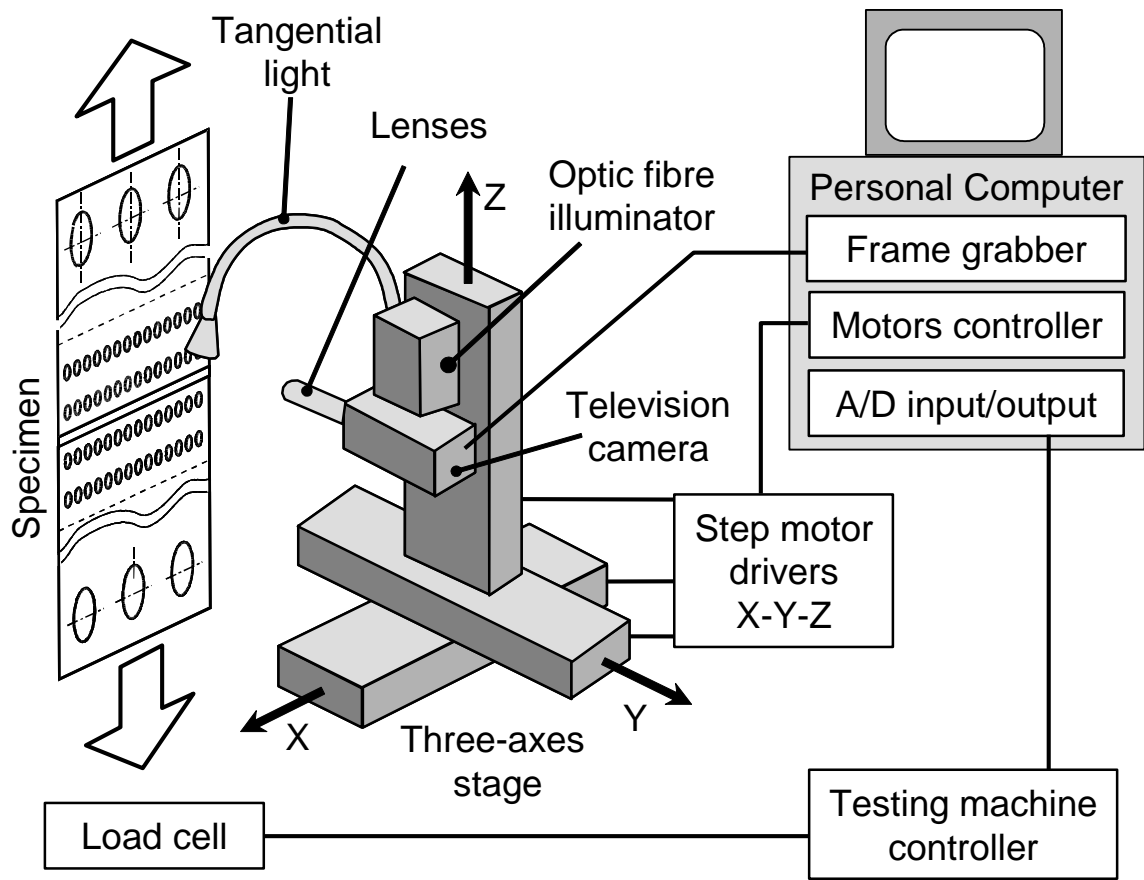 Tangential
light
Lenses
Optic fibre
illuminator
Z
Personal Computer
Frame grabber
Motors controller
A/D input/output
Television
camera
Specimen
Step motor
drivers
X-Y-Z
X
Y
Three-axes
stage
Load cell
Testing machine
controller